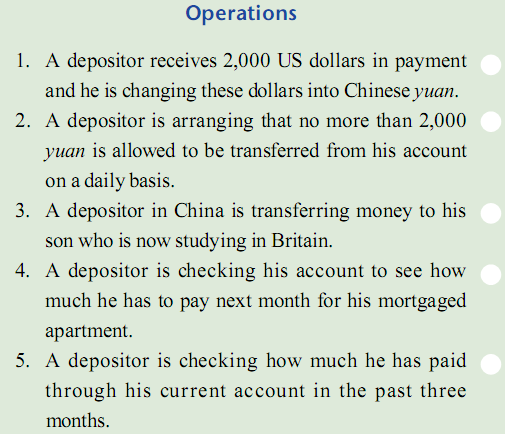 Operations
1. A depositor receives 2,000 US dollars in payment
and he is changing these dollars into Chinese yuan.
2. A depositor is arranging that no more than 2,000
yuan is allowed to be transferred from his account
on a daily basis.
3. A depositor in China is transferring money to his
son who is now studying in Britain.
4. A depositor is checking his account to see how
much he has to pay next month for his mortgaged
apartment.
5. A depositor is checking how much he has paid
through his current account in the past three
months.